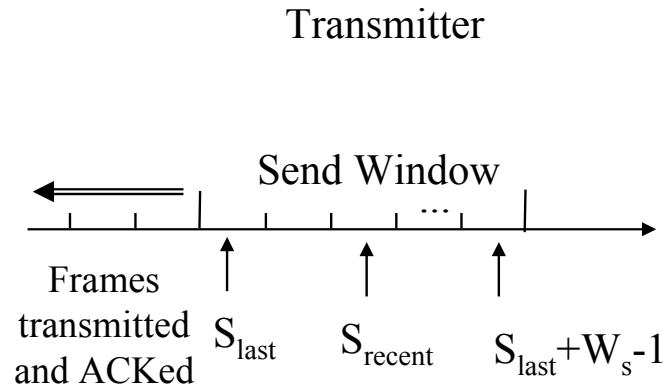 Transmitter
Send Window
...
Frames
transmitted
and ACKed
S_last
S_recent
S_last+W_s-1